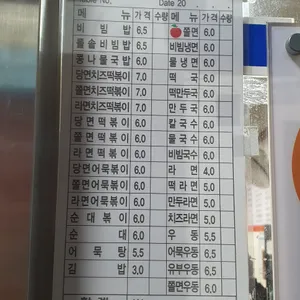 Table No. Date 20
메 뉴 가격 수량 메 뉴 가격 수량
비 빔 밥 6.5 쫄면 6.0
돌솥비빔밥 6.5 비빔냉면 6.0
콩나물국밥 6.0 물냉면 6.0
당면치즈떡볶이 7.0 떡국 6.0
쫄면치즈떡볶이 7.0 떡만두국 6.0
라면치즈떡볶이 7.0 만두국 6.0
당면떡볶이 6.0 칼국수 6.0
쫄면떡볶이 6.0 물국수 6.0
라면떡볶이 6.0 비빔국수 6.0
당면어묵볶이 6.0 라면 4.0
쫄면어묵볶이 6.0 떡라면 5.0
라면어묵볶이 6.0 만두라면 5.0
순대볶이 6.0 치즈라면 5.0
순 대 6.0 우동 5.5
어묵탕 5.5 어묵우동 6.5
김 밥 3.0 유부우동 6.5
쫄면우동 6.0